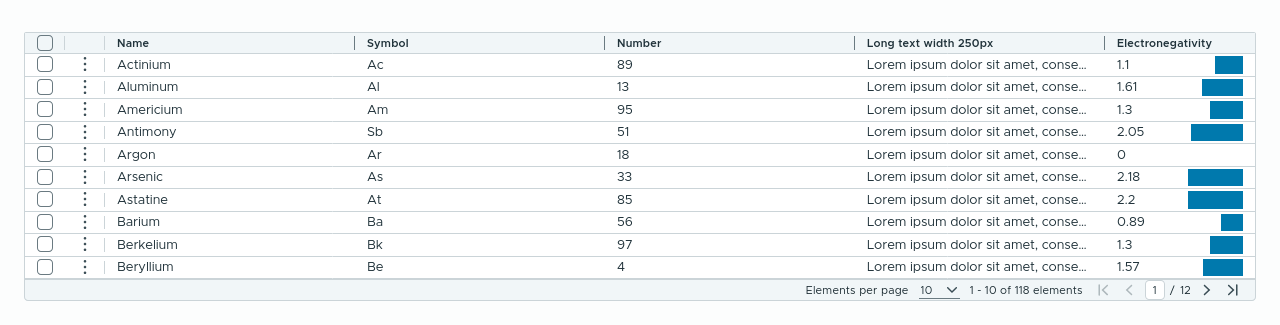 Name Symbol Number Long text width 250px Electronegativity
Actinium Ac 89 Lorem ipsum dolor sit amet, conse... 1.1
Aluminum Al 13 Lorem ipsum dolor sit amet, conse... 1.61
Americium Am 95 Lorem ipsum dolor sit amet, conse... 1.3
Antimony Sb 51 Lorem ipsum dolor sit amet, conse... 2.05
Argon Ar 18 Lorem ipsum dolor sit amet, conse... 0
Arsenic As 33 Lorem ipsum dolor sit amet, conse... 2.18
Astatine At 85 Lorem ipsum dolor sit amet, conse... 2.2
Barium Ba 56 Lorem ipsum dolor sit amet, conse... 0.89
Berkelium Bk 97 Lorem ipsum dolor sit amet, conse... 1.3
Beryllium Be 4 Lorem ipsum dolor sit amet, conse... 1.57
Elements per page 10 1 - 10 of 118 elements 1 / 12